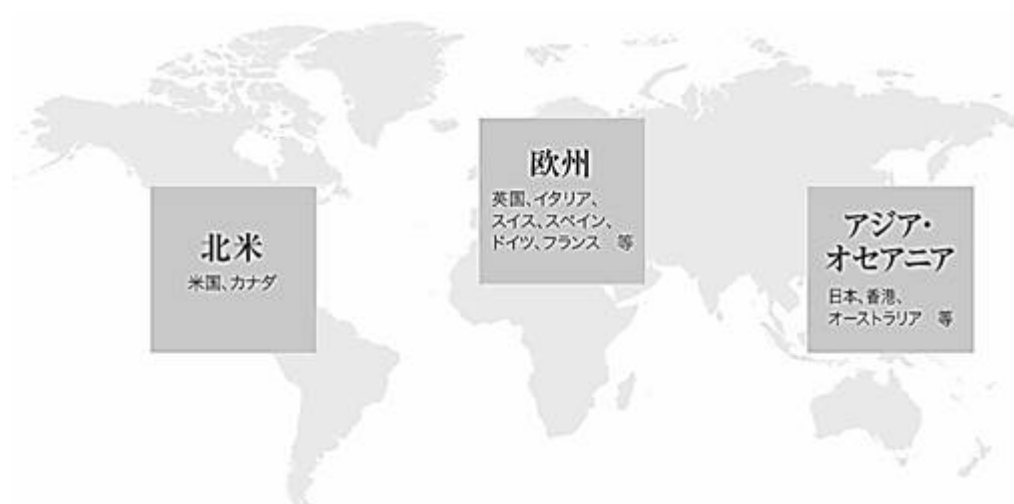 北米
米国、カナダ
欧州
英国、イタリア、
スイス、スペイン、
ドイツ、フランス　等
アジア・
オセアニア
日本、香港、
オーストラリア　等